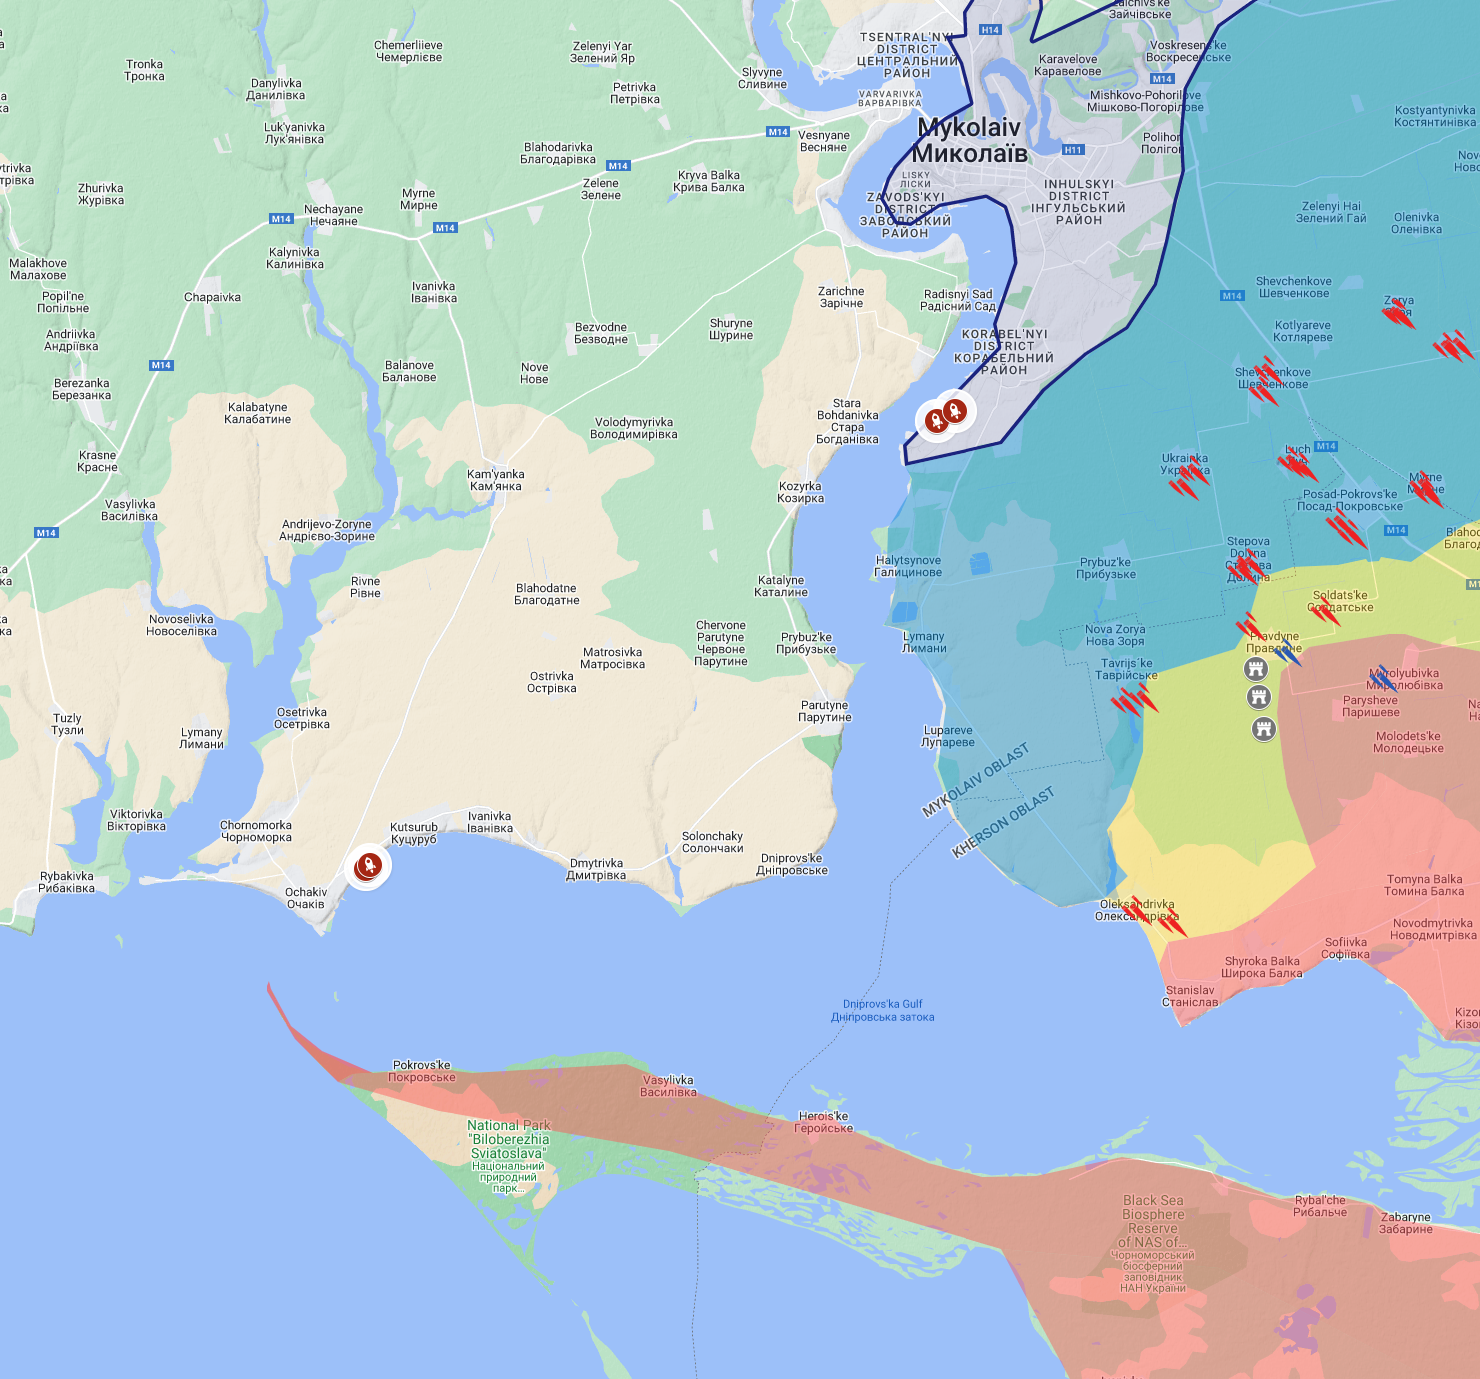 Zaichivs'ke
Зайчівське
H14
TSENTRAL'NYI
DISTRICT
ЦЕНТРАЛЬНИЙ
РАЙОН
Chemerliieve
Чемерлієве
Zelenyi Yar
Зелений Яр
Voskresens'ke
Воскресенське
Tronka
Тронка
Karavelove
Каравелове
Slyvyne
Сливине
M14
Danylivka
Данилівка
Petrivka
Петрівка
VARVARIVKA
ВАРВАРІВКА
Mishkovo-Pohorilove
Мішково-Погорілове
Kostyantynivka
Костянтинівка
Luk'yanivka
Лук'янівка
M14
Vesnyane
Весняне
Mykolaiv
Миколаїв
Polihon
Полігон
Blahodarivka
Благодарівка
H11
M14
Kryva Balka
Крива Балка
LISKY
ЛІСКИ
Zhurivka
Журівка
Zelene
Зелене
Myrne
Мирне
INHULSKYI
DISTRICT
ІНГУЛЬСЬКИЙ
РАЙОН
ZAVODS'KYI
DISTRICT
ЗАВОДСЬКИЙ
РАЙОН
Nechayane
Нечаяне
M14
M14
Zelenyi Hai
Зелений Гай
Olenivka
Оленівка
Kalynivka
Калинівка
Malakhove
Малахове
Popil'ne
Попільне
Chapaivka
Ivanivka
Іванівка
Zarichne
Зарічне
Radisnyi Sad
Радісний Сад
M14
Shevchenkove
Шевченкове
Zorya
Зоря
Andriivka
Андріївка
Bezvodne
Безводне
Shuryne
Шурине
KORABEL'NYI
DISTRICT
КОРАБЕЛЬНИЙ
РАЙОН
Kotlyareve
Котляреве
M14
Balanove
Баланове
Nove
Нове
Shevchenkove
Шевченкове
Berezanka
Березанка
Kalabatyne
Калабатине
Stara
Bohdanivka
Стара
Богданівка
Volodymyrivka
Володимирівка
Krasne
Красне
Kam'yanka
Кам'янка
Ukrainka
Українка
Luch
Луч
M14
Kozyrka
Козирка
Posad-Pokrovs'ke
Посад-Покровське
Myrne
Мирне
Vasylivka
Василівка
M14
Andrijevo-Zoryne
Андрієво-Зорине
M14
Stepova
Dolyna
Степова
Долина
Halytsynove
Галицинове
Prybuz'ke
Прибузьке
Rivne
Рівне
Blahodatne
Благодатне
Katalyne
Каталине
Soldats'ke
Солдатське
Novoselivka
Новоселівка
Chervone
Parutyne
Червоне
Парутине
Prybuz'ke
Прибузьке
Lymany
Лимани
Nova Zorya
Нова Зоря
Pravdyne
Правдине
Matrosivka
Матросівка
Tavrijs'ke
Таврійське
Myrolyubivka
Миролюбівка
Ostrivka
Острівка
Parysheve
Паришеве
Osetrivka
Осетрівка
Parutyne
Парутине
Tuzly
Тузли
Lymany
Лимани
Lupareve
Лупареве
Molodets'ke
Молодецьке
MYKOLAIV OBLAST
KHERSON OBLAST
Viktorivka
Вікторівка
Chornomorka
Чорноморка
Kutsurub
Куцуруб
Ivanivka
Іванівка
Solonchaky
Солончаки
Dmytrivka
Дмитрівка
Dniprovs'ke
Дніпровське
Rybakivka
Рибаківка
Ochakiv
Очаків
Oleksandrivka
Олександрівка
Tomyna Balka
Томина Балка
Novodmytrivka
Новодмитрівка
Sofiivka
Софіївка
Shyroka Balka
Широка Балка
Stanislav
Станіслав
Dniprovs'ka Gulf
Дніпровська затока
Pokrovs'ke
Покровське
Vasylivka
Василівка
Herois'ke
Геройське
National Park
"Biloberezhia
Sviatoslava"
Національний
природний
парк...
Black Sea
Biosphere
Reserve
of NAS of...
Чорноморський
біосферний
заповідник
НАН України
Rybal'che
Рибальче
Zabaryne
Забарине